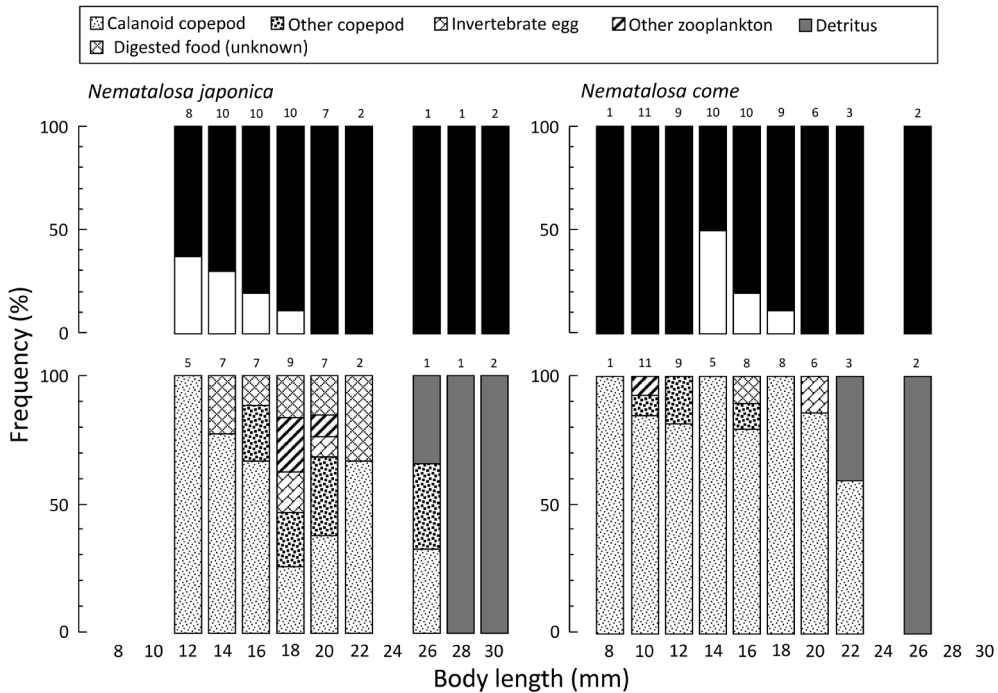 Calanoid copepod Other copepod Invertebrate egg Other zooplankton Detritus
Digested food (unknown)
Nematalosa japonica Nematalosa come
8 10 10 10 7 2 1 1 2 1 11 9 10 10 9 6 3 2
100 100
50 50
0 0
5 7 7 9 7 2 1 1 2 1 11 9 5 8 8 6 3 2
100 100
50 50
0 0
8 10 12 14 16 18 20 22 24 26 28 30 8 10 12 14 16 18 20 22 24 26 28 30
Frequency (%)
Body length (mm)